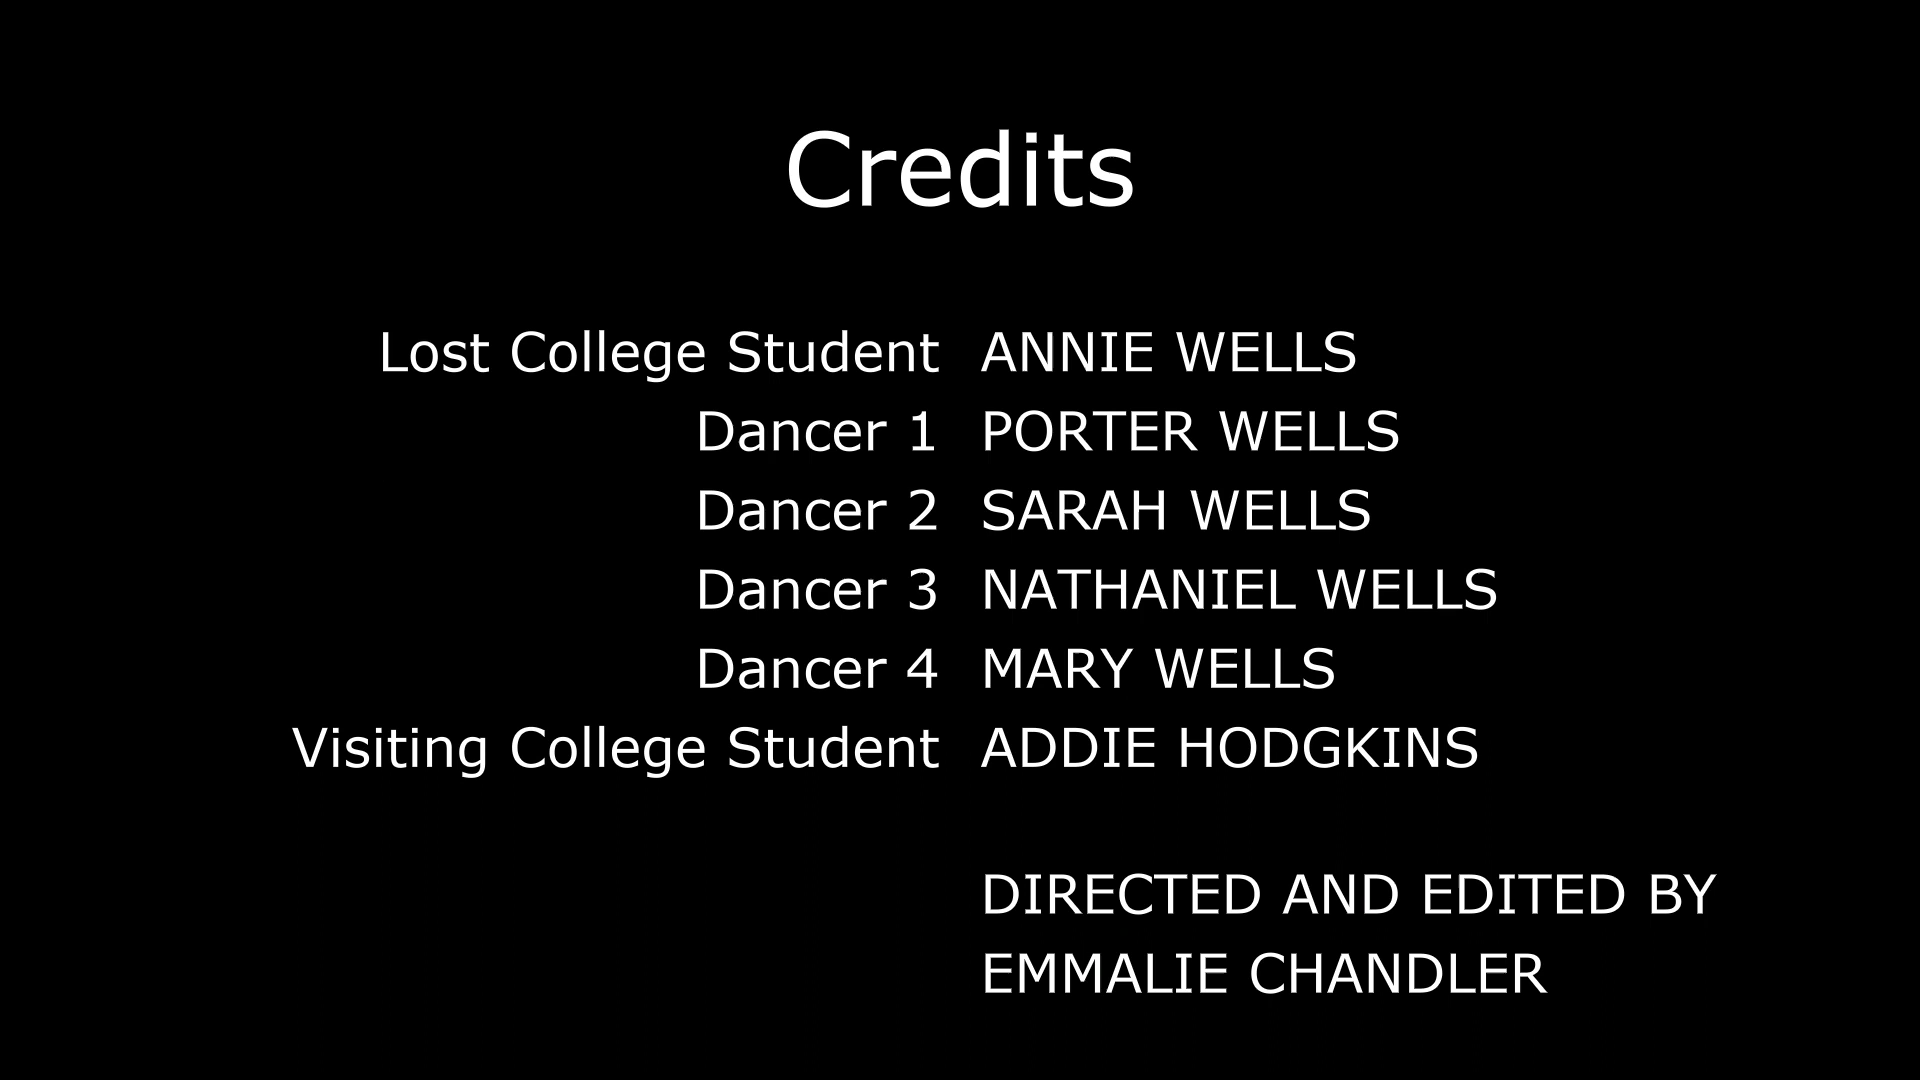 Credits
Lost College Student ANNIE WELLS
Dancer 1 PORTER WELLS
Dancer 2 SARAH WELLS
Dancer 3 NATHANIEL WELLS
Dancer 4 MARY WELLS
Visiting College Student ADDIE HODGKINS
DIRECTED AND EDITED BY
EMMALIE CHANDLER